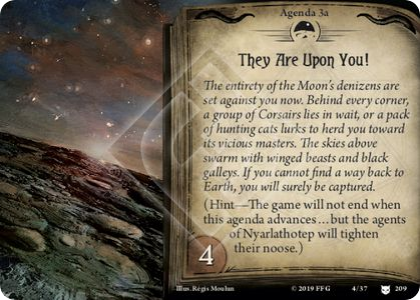 Agenda 3a
They Are Upon You!
The entirety of the Moon's denizens are
set against you now. Behind every corner,
a group of Corsairs lies in wait, or a pack
of hunting cats lurks to herd you toward
its vicious masters. The skies above
swarm with winged beasts and black
galleys. If you cannot find a way back to
Earth, you will surely be captured.
(Hint—The game will not end when
this agenda advances…but the agents
of Nyarlathotep will tighten
their noose.)
4
Illus. Régis Moulun
© 2019 FFG
4/37
209